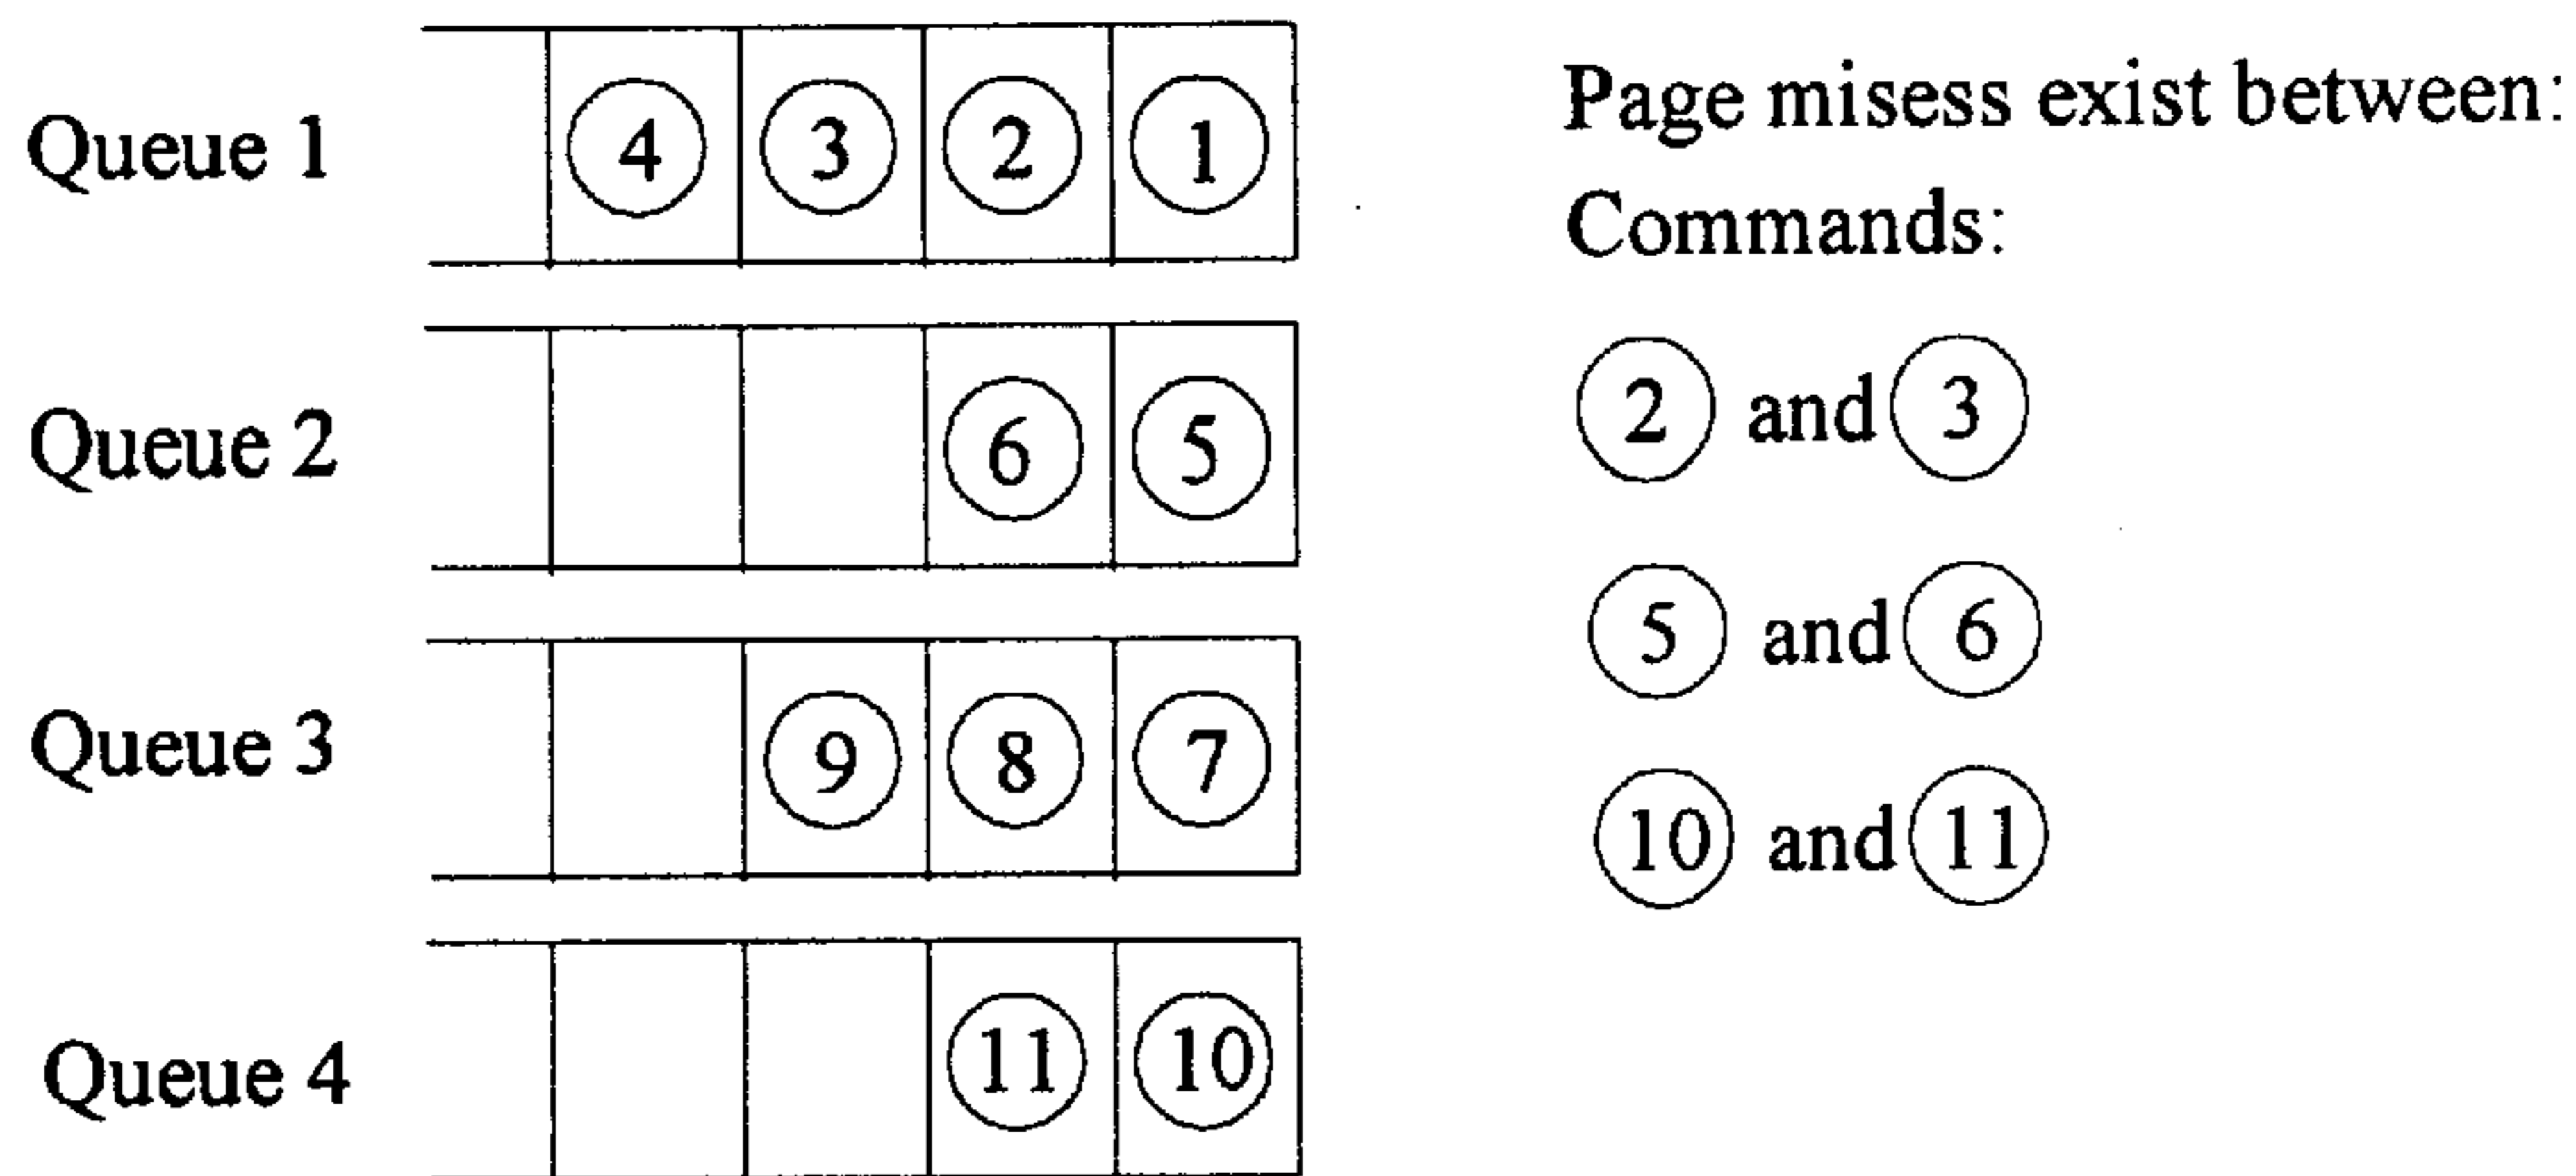 Queue 1 4 3 2 1
Queue 2 6 5
Queue 3 9 8 7
Queue 4 11 10
Page misess exist between:
Commands:
2 and 3
5 and 6
10 and 11